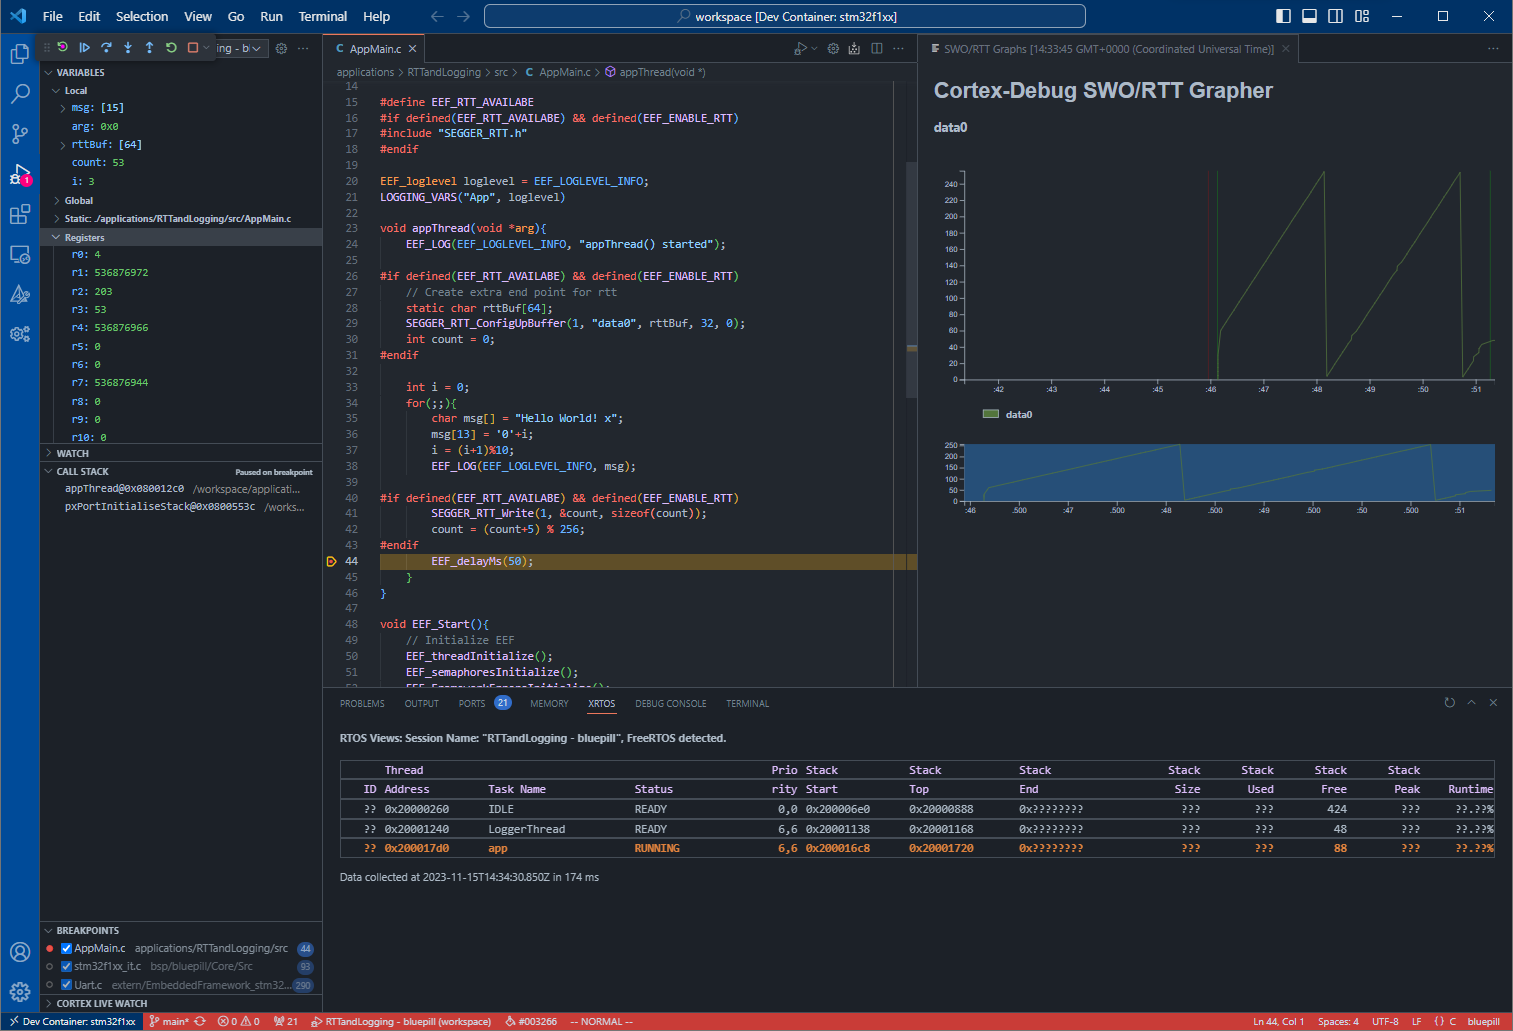 File Edit Selection View Go Run Terminal Help
workspace [Dev Container: stm32f1xx]
ing - bl
VARIABLES
Local
msg: [15]
arg: 0x0
rttBuf: [64]
count: 53
i: 3
Global
Static: ./applications/RTTandLogging/src/AppMain.c
Registers
r0: 4
r1: 536876972
r2: 203
r3: 53
r4: 536876966
r5: 0
r6: 0
r7: 536876944
r8: 0
r9: 0
r10: 0
WATCH
CALL STACK Paused on breakpoint
appThread@0x080012c0 /workspace/applicati...
pxPortInitialiseStack@0x0800553c /works...
BREAKPOINTS
AppMain.c applications/RTTandLogging/src 44
stm32f1xx_it.c bsp/bluepill/Core/Src 93
Uart.c extern/EmbeddedFramework_stm32... 290
CORTEX LIVE WATCH
C AppMain.c
applications > RTTandLogging > src > C AppMain.c > appThread(void *)
14
15 #define EEF_RTT_AVAILABE
16 #if defined(EEF_RTT_AVAILABE) && defined(EEF_ENABLE_RTT)
17 #include "SEGGER_RTT.h"
18 #endif
19
20 EEF_loglevel loglevel = EEF_LOGLEVEL_INFO;
21 LOGGING_VARS("App", loglevel)
22
23 void appThread(void *arg){
24 EEF_LOG(EEF_LOGLEVEL_INFO, "appThread() started");
25
26 #if defined(EEF_RTT_AVAILABE) && defined(EEF_ENABLE_RTT)
27 // Create extra end point for rtt
28 static char rttBuf[64];
29 SEGGER_RTT_ConfigUpBuffer(1, "data0", rttBuf, 32, 0);
30 int count = 0;
31 #endif
32
33 int i = 0;
34 for(;;){
35 char msg[] = "Hello World! x";
36 msg[13] = '0'+i;
37 i = (i+1)%10;
38 EEF_LOG(EEF_LOGLEVEL_INFO, msg);
39
40 #if defined(EEF_RTT_AVAILABE) && defined(EEF_ENABLE_RTT)
41 SEGGER_RTT_Write(1, &count, sizeof(count));
42 count = (count+5) % 256;
43 #endif
44 EEF_delayMs(50);
45 }
46 }
47
48 void EEF_Start(){
49 // Initialize EEF
50 EEF_threadInitialize();
51 EEF_semaphoresInitialize();
52 EEF_FrameworkErrorsInitialize();
SWO/RTT Graphs [14:33:45 GMT+0000 (Coordinated Universal Time)]
Cortex-Debug SWO/RTT Grapher
data0
240
220
200
180
160
140
120
100
80
60
40
20
0
:42 :43 :44 :45 :46 :47 :48 :49 :50 :51
data0
250
200
150
100
50
0
:46 .500 :47 .500 :48 .500 :49 .500 :50 .500 :51
PROBLEMS OUTPUT PORTS 21 MEMORY XRTOS DEBUG CONSOLE TERMINAL
RTOS Views: Session Name: "RTTandLogging - bluepill", FreeRTOS detected.
Thread Prio Stack Stack Stack Stack Stack Stack Stack
ID Address Task Name Status rity Start Top End Size Used Free Peak Runtime
?? 0x20000260 IDLE READY 0,0 0x200006e0 0x20000888 0x???????? ??? ??? 424 ??? ??.??%
?? 0x20001240 LoggerThread READY 6,6 0x20001138 0x20001168 0x???????? ??? ??? 48 ??? ??.??%
?? 0x200017d0 app RUNNING 6,6 0x200016c8 0x20001720 0x???????? ??? ??? 88 ??? ??.??%
Data collected at 2023-11-15T14:34:30.850Z in 174 ms
Dev Container: stm32f1xx main* 0 0 21 RTTandLogging - bluepill (workspace) #003266 -- NORMAL -- Ln 44, Col 1 Spaces: 4 UTF-8 LF {} C bluepill